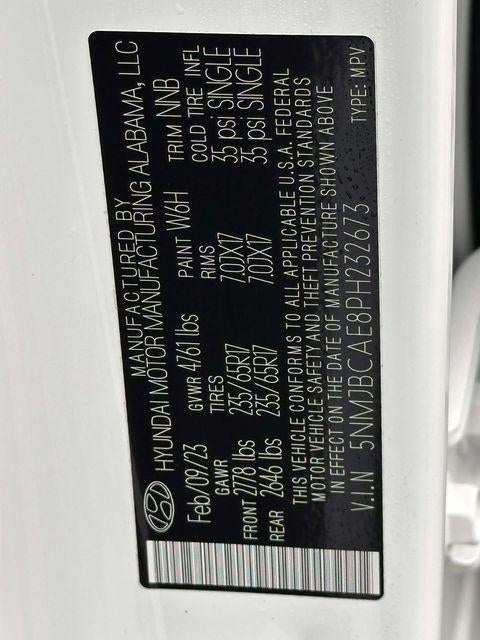 MANUFACTURED BY
HYUNDAI MOTOR MANUFACTURING ALABAMA, LLC
Feb/09/23 GVWR 4761 lbs PAINT W6H TRIM NNB
GAWR TIRES RIMS COLD TIRE INFL
FRONT 2778 lbs 235/65R17 7.0JX17 35 psi SINGLE
REAR 2646 lbs 235/65R17 7.0JX17 35 psi SINGLE
THIS VEHICLE CONFORMS TO ALL APPLICABLE U.S.A. FEDERAL
MOTOR VEHICLE SAFETY AND THEFT PREVENTION STANDARDS
IN EFFECT ON THE DATE OF MANUFACTURE SHOWN ABOVE
V.I.N 5NMJBCAE8PH232673 TYPE: MPV